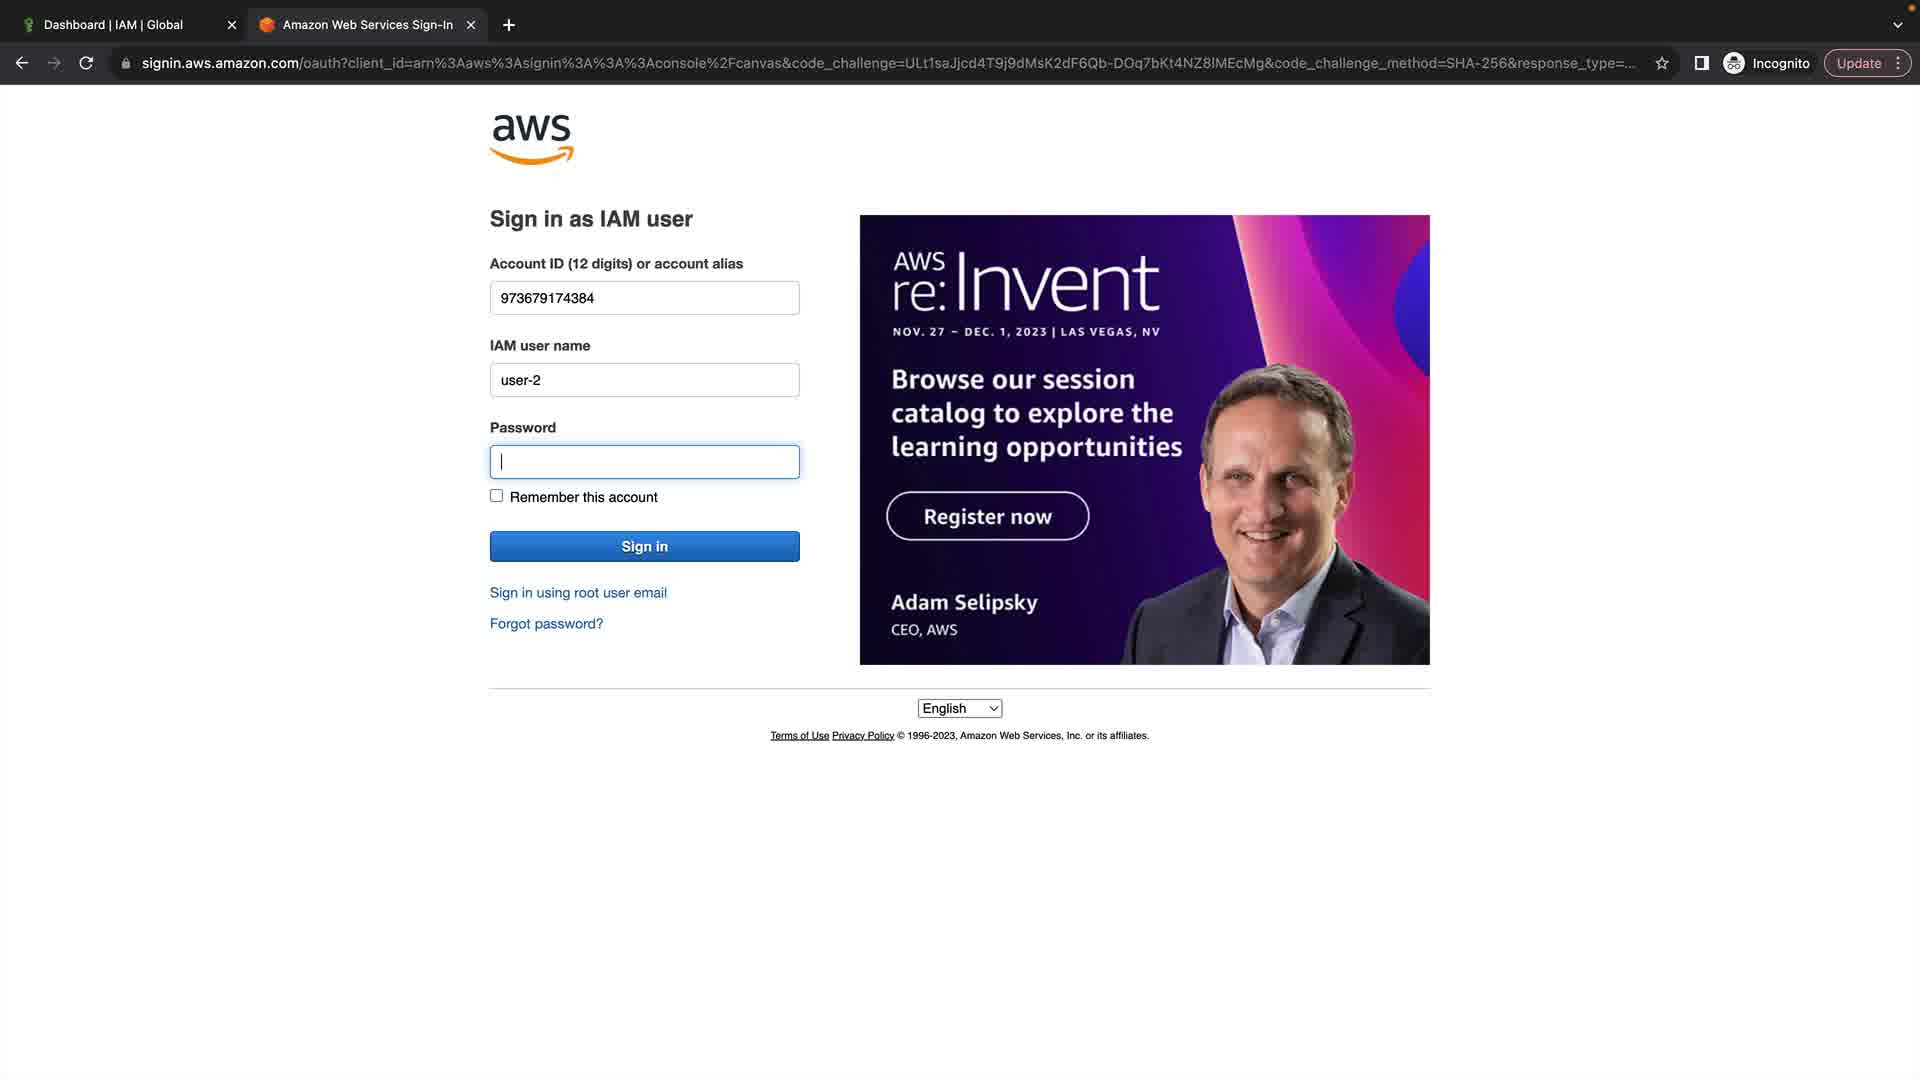 Dashboard | IAM | Global
Amazon Web Services Sign-In
signin.aws.amazon.com/oauth?client_id=arn%3Aaws%3Asignin%3A%3A%3Aconsole%2Fcanvas&code_challenge=ULt1saJjcd4T9j9dMsK2dF6Qb-DOq7bKt4NZ8IMEcMg&code_challenge_method=SHA-256&response_type=...
Incognito
Update
aws
Sign in as IAM user
Account ID (12 digits) or account alias
973679174384
IAM user name
user-2
Password
Remember this account
Sign in
Sign in using root user email
Forgot password?
AWS
re:Invent
NOV. 27 – DEC. 1, 2023 | LAS VEGAS, NV
Browse our session
catalog to explore the
learning opportunities
Register now
Adam Selipsky
CEO, AWS
English
Terms of Use Privacy Policy © 1996-2023, Amazon Web Services, Inc. or its affiliates.